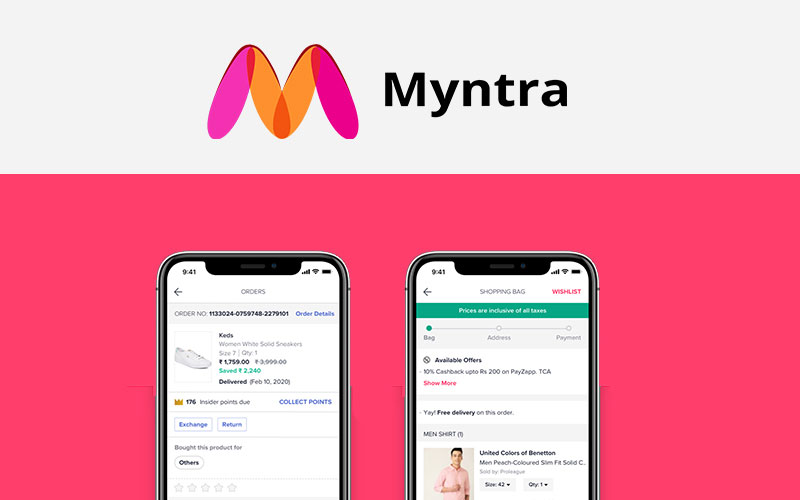 Myntra
9:41
ORDERS
ORDER NO: 1133024-0759748-2279101 Order Details
Keds
Women White Solid Sneakers
Size 7 | Qty: 1
₹ 1,759.00 ₹ 3,999.00
Saved ₹ 2,240
Delivered (Feb 10, 2020)
176 Insider points due COLLECT POINTS
Exchange Return
Bought this product for
Others
9:41
SHOPPING BAG WISHLIST
Prices are inclusive of all taxes
Bag Address Payment
Available Offers
· 10% Cashback upto Rs 200 on PayZapp. TCA
Show More
· Yay! Free delivery on this order.
MEN SHIRT (1)
United Colors of Benetton
Men Peach-Coloured Slim Fit Solid C..
Sold by: Proleague
Size: 42 Qty: 1